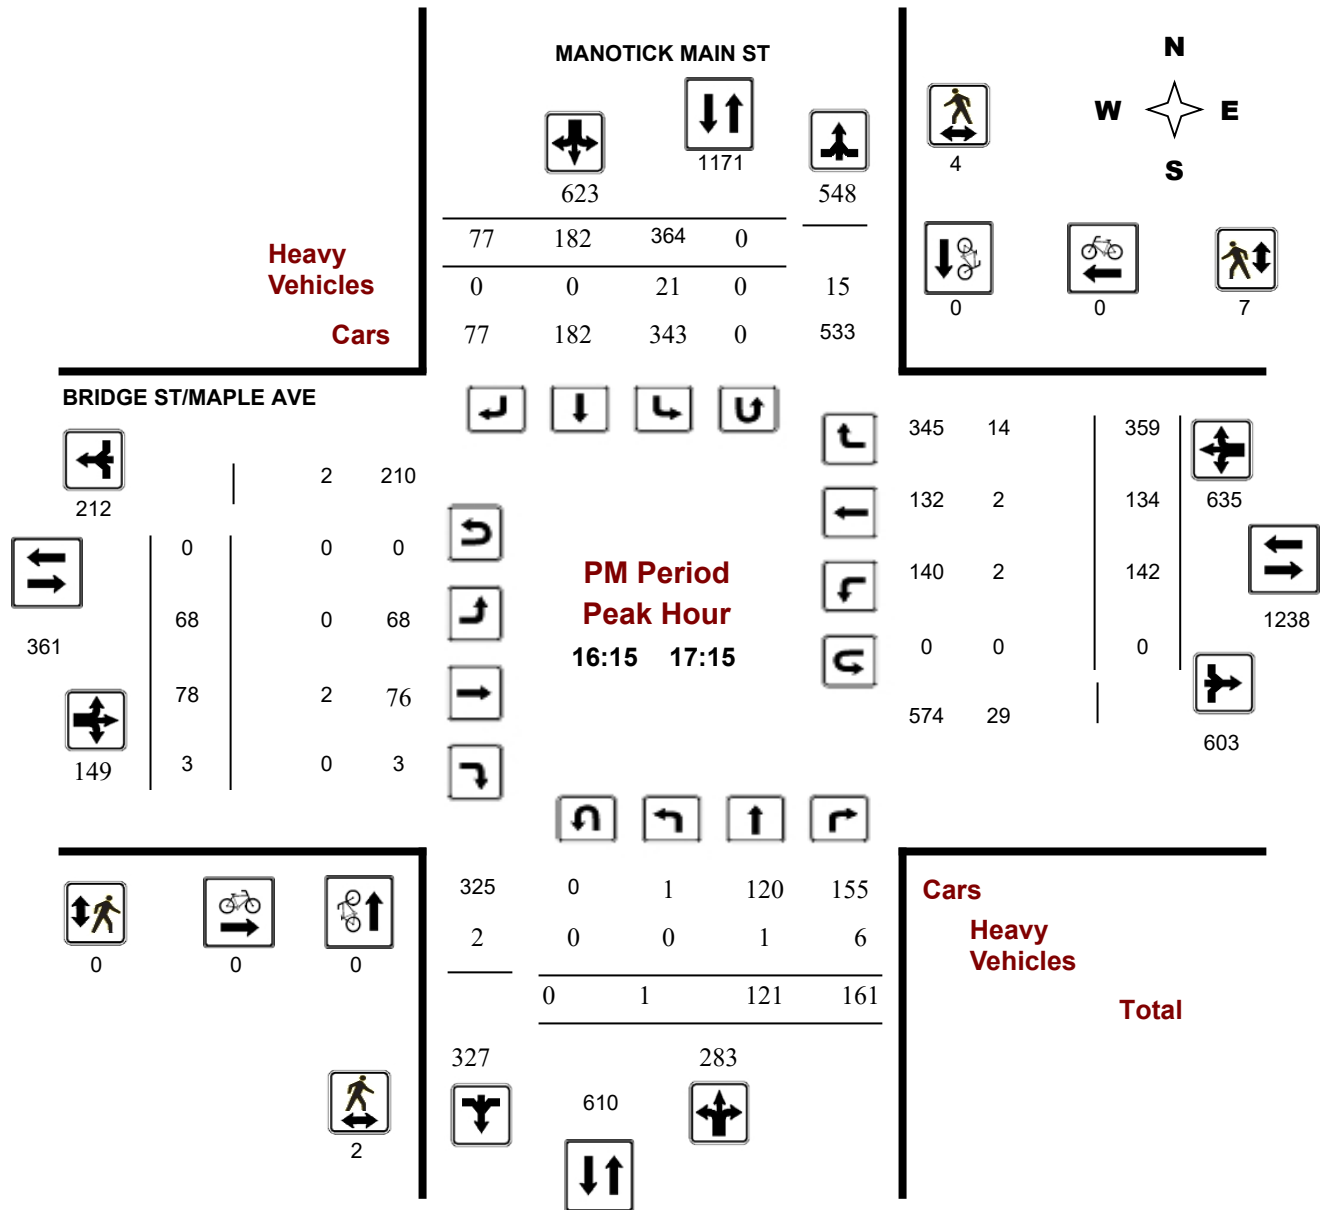 MANOTICK MAIN ST
N
W E
S
1171
4
623 548
77 182 364 0
Heavy
Vehicles
0 0 21 0 15
0 0 7
Cars
77 182 343 0 533
BRIDGE ST/MAPLE AVE
345 14 359
2 210
212
132 2 134 635
0 0 0
PM Period
140 2 142
Peak Hour
68 0 68
1238
361
16:15 17:15
0 0 0
78 2 76
574 29
603
149
3 0 3
325 0 1 120 155
Cars
2 0 0 1 6
Heavy
Vehicles
0 0 0
0 1 121 161
Total
327 283
610
2